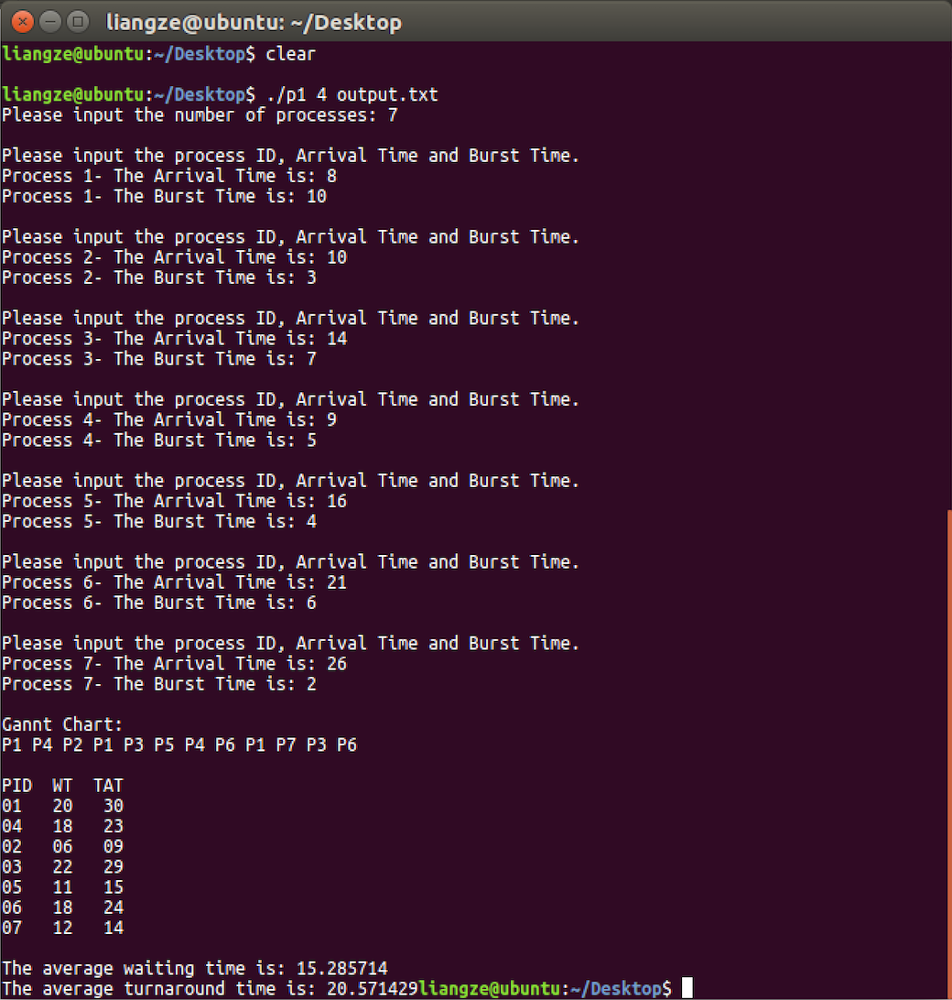 liangze@ubuntu: ~/Desktop
liangze@ubuntu:~/Desktop$ clear
liangze@ubuntu:~/Desktop$ ./p1 4 output.txt
Please input the number of processes: 7
Please input the process ID, Arrival Time and Burst Time.
Process 1- The Arrival Time is: 8
Process 1- The Burst Time is: 10
Please input the process ID, Arrival Time and Burst Time.
Process 2- The Arrival Time is: 10
Process 2- The Burst Time is: 3
Please input the process ID, Arrival Time and Burst Time.
Process 3- The Arrival Time is: 14
Process 3- The Burst Time is: 7
Please input the process ID, Arrival Time and Burst Time.
Process 4- The Arrival Time is: 9
Process 4- The Burst Time is: 5
Please input the process ID, Arrival Time and Burst Time.
Process 5- The Arrival Time is: 16
Process 5- The Burst Time is: 4
Please input the process ID, Arrival Time and Burst Time.
Process 6- The Arrival Time is: 21
Process 6- The Burst Time is: 6
Please input the process ID, Arrival Time and Burst Time.
Process 7- The Arrival Time is: 26
Process 7- The Burst Time is: 2
Gannt Chart:
P1 P4 P2 P1 P3 P5 P4 P6 P1 P7 P3 P6
PID WT TAT
01 20 30
04 18 23
02 06 09
03 22 29
05 11 15
06 18 24
07 12 14
The average waiting time is: 15.285714
The average turnaround time is: 20.571429liangze@ubuntu:~/Desktop$